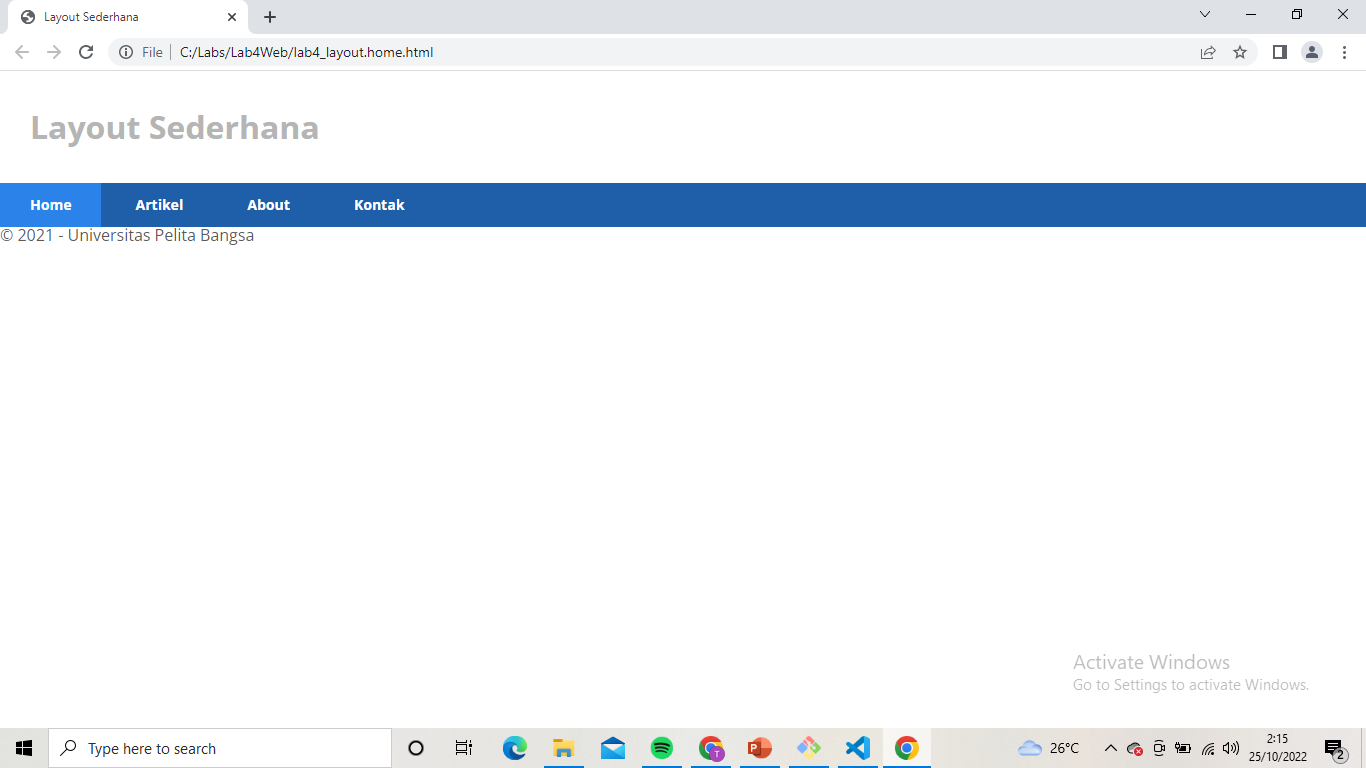 Layout Sederhana
File
C:/Labs/Lab4Web/lab4_layout.home.html
Layout Sederhana
Home Artikel About Kontak
© 2021 - Universitas Pelita Bangsa
Activate Windows
Go to Settings to activate Windows.
Type here to search
T
P
26°C
2:15
25/10/2022
2